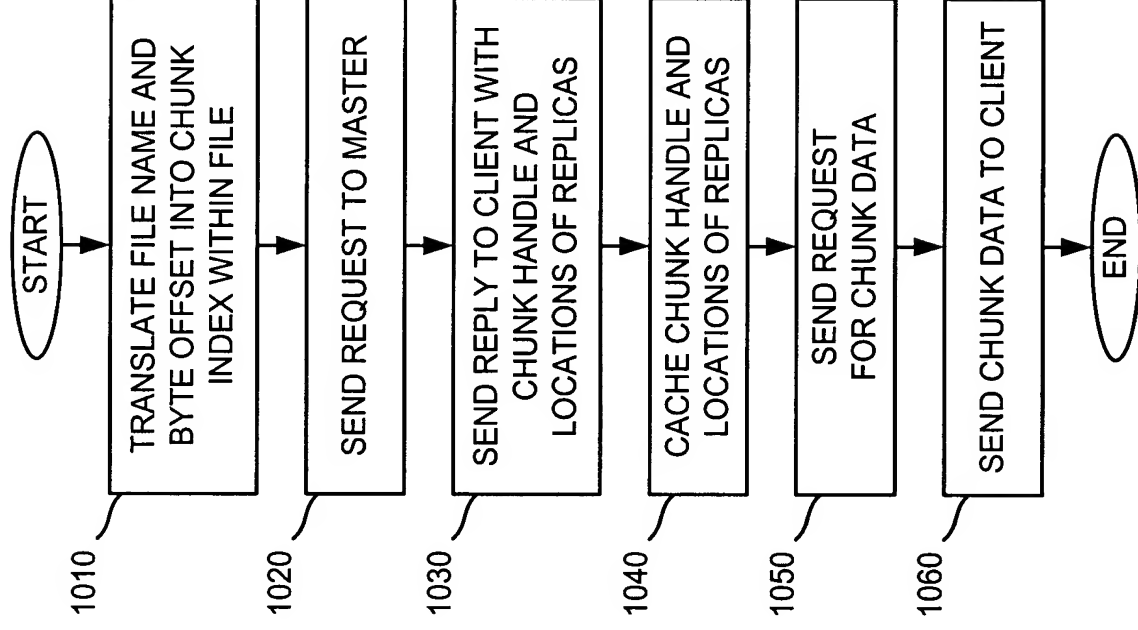 START
1010
TRANSLATE FILE NAME AND
BYTE OFFSET INTO CHUNK
INDEX WITHIN FILE
1020
SEND REQUEST TO MASTER
1030
SEND REPLY TO CLIENT WITH
CHUNK HANDLE AND
LOCATIONS OF REPLICAS
1040
CACHE CHUNK HANDLE AND
LOCATIONS OF REPLICAS
1050
SEND REQUEST
FOR CHUNK DATA
1060
SEND CHUNK DATA TO CLIENT
END